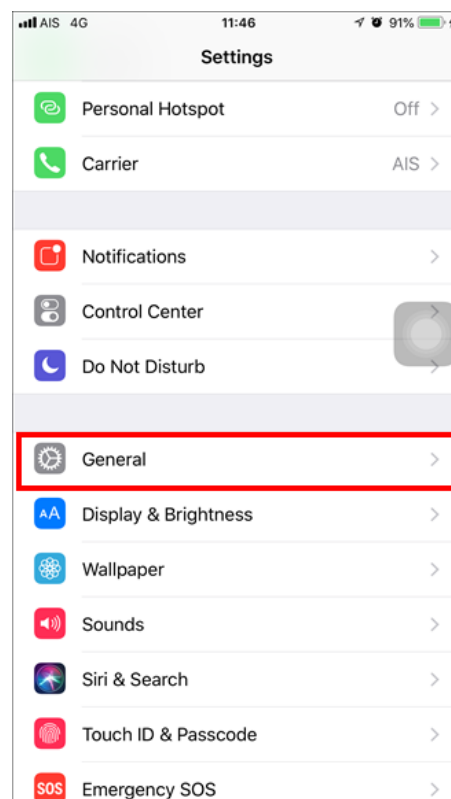 AIS 4G 11:46 91%
Settings
Personal Hotspot Off
Carrier AIS
Notifications
Control Center
Do Not Disturb
General
AA Display & Brightness
Wallpaper
Sounds
Siri & Search
Touch ID & Passcode
SOS Emergency SOS